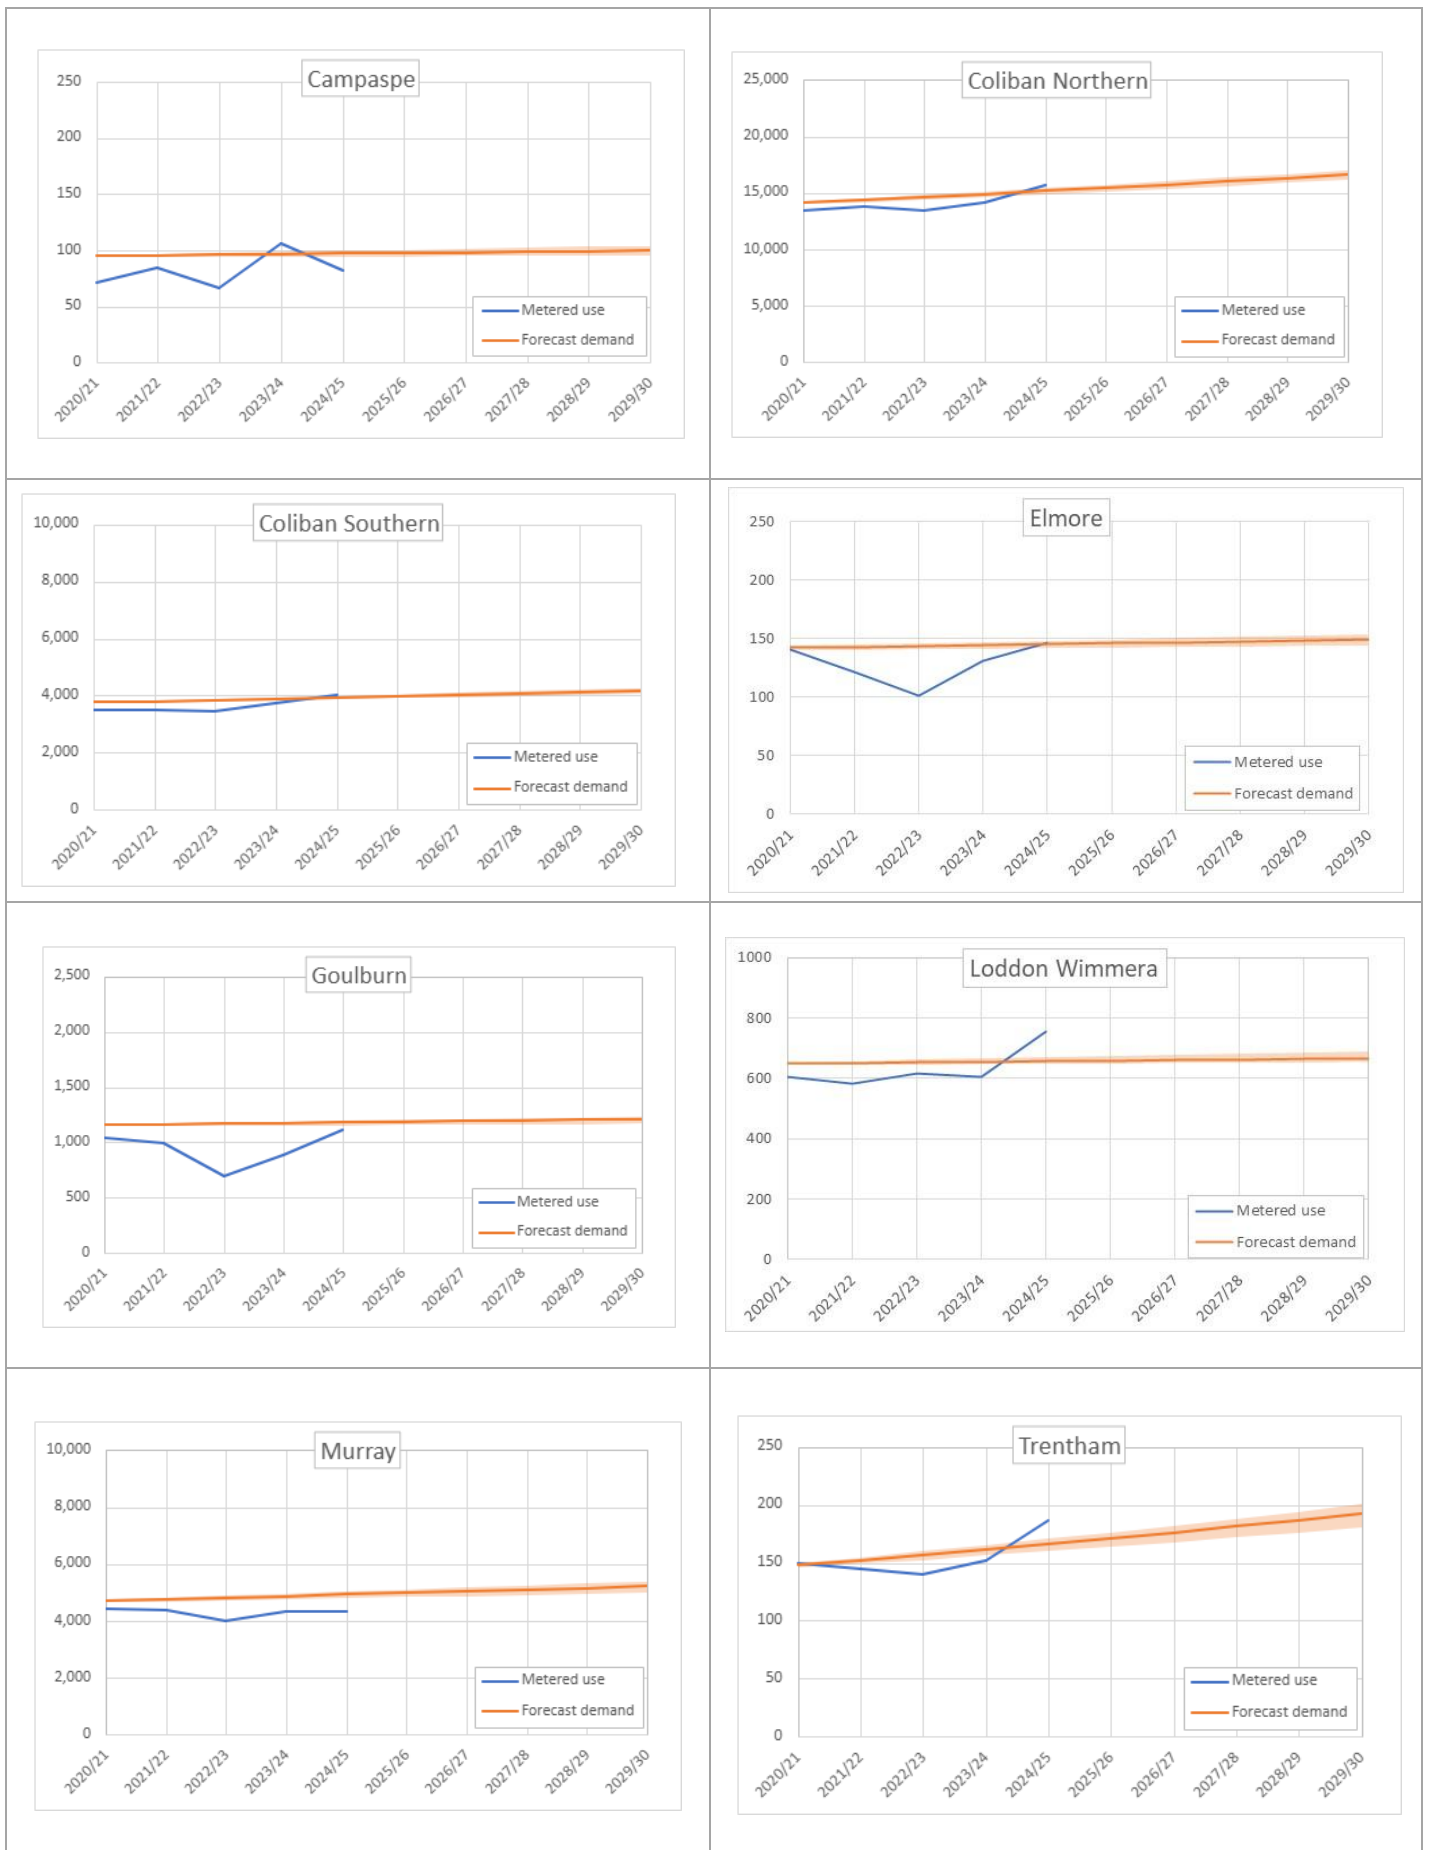 Campaspe
250
200
150
100
50
0
Metered use
Forecast demand
2020/21 2021/22 2022/23 2023/24 2024/25 2025/26 2026/27 2027/28 2028/29 2029/30
Coliban Northern
25,000
20,000
15,000
10,000
5,000
0
Metered use
Forecast demand
2020/21 2021/22 2022/23 2023/24 2024/25 2025/26 2026/27 2027/28 2028/29 2029/30
Coliban Southern
10,000
8,000
6,000
4,000
2,000
0
Metered use
Forecast demand
2020/21 2021/22 2022/23 2023/24 2024/25 2025/26 2026/27 2027/28 2028/29 2029/30
Elmore
250
200
150
100
50
0
Metered use
Forecast demand
2020/21 2021/22 2022/23 2023/24 2024/25 2025/26 2026/27 2027/28 2028/29 2029/30
Goulburn
2,500
2,000
1,500
1,000
500
0
Metered use
Forecast demand
2020/21 2021/22 2022/23 2023/24 2024/25 2025/26 2026/27 2027/28 2028/29 2029/30
Loddon Wimmera
1000
800
600
400
200
0
Metered use
Forecast demand
2020/21 2021/22 2022/23 2023/24 2024/25 2025/26 2026/27 2027/28 2028/29 2029/30
Murray
10,000
8,000
6,000
4,000
2,000
0
Metered use
Forecast demand
2020/21 2021/22 2022/23 2023/24 2024/25 2025/26 2026/27 2027/28 2028/29 2029/30
Trentham
250
200
150
100
50
0
Metered use
Forecast demand
2020/21 2021/22 2022/23 2023/24 2024/25 2025/26 2026/27 2027/28 2028/29 2029/30